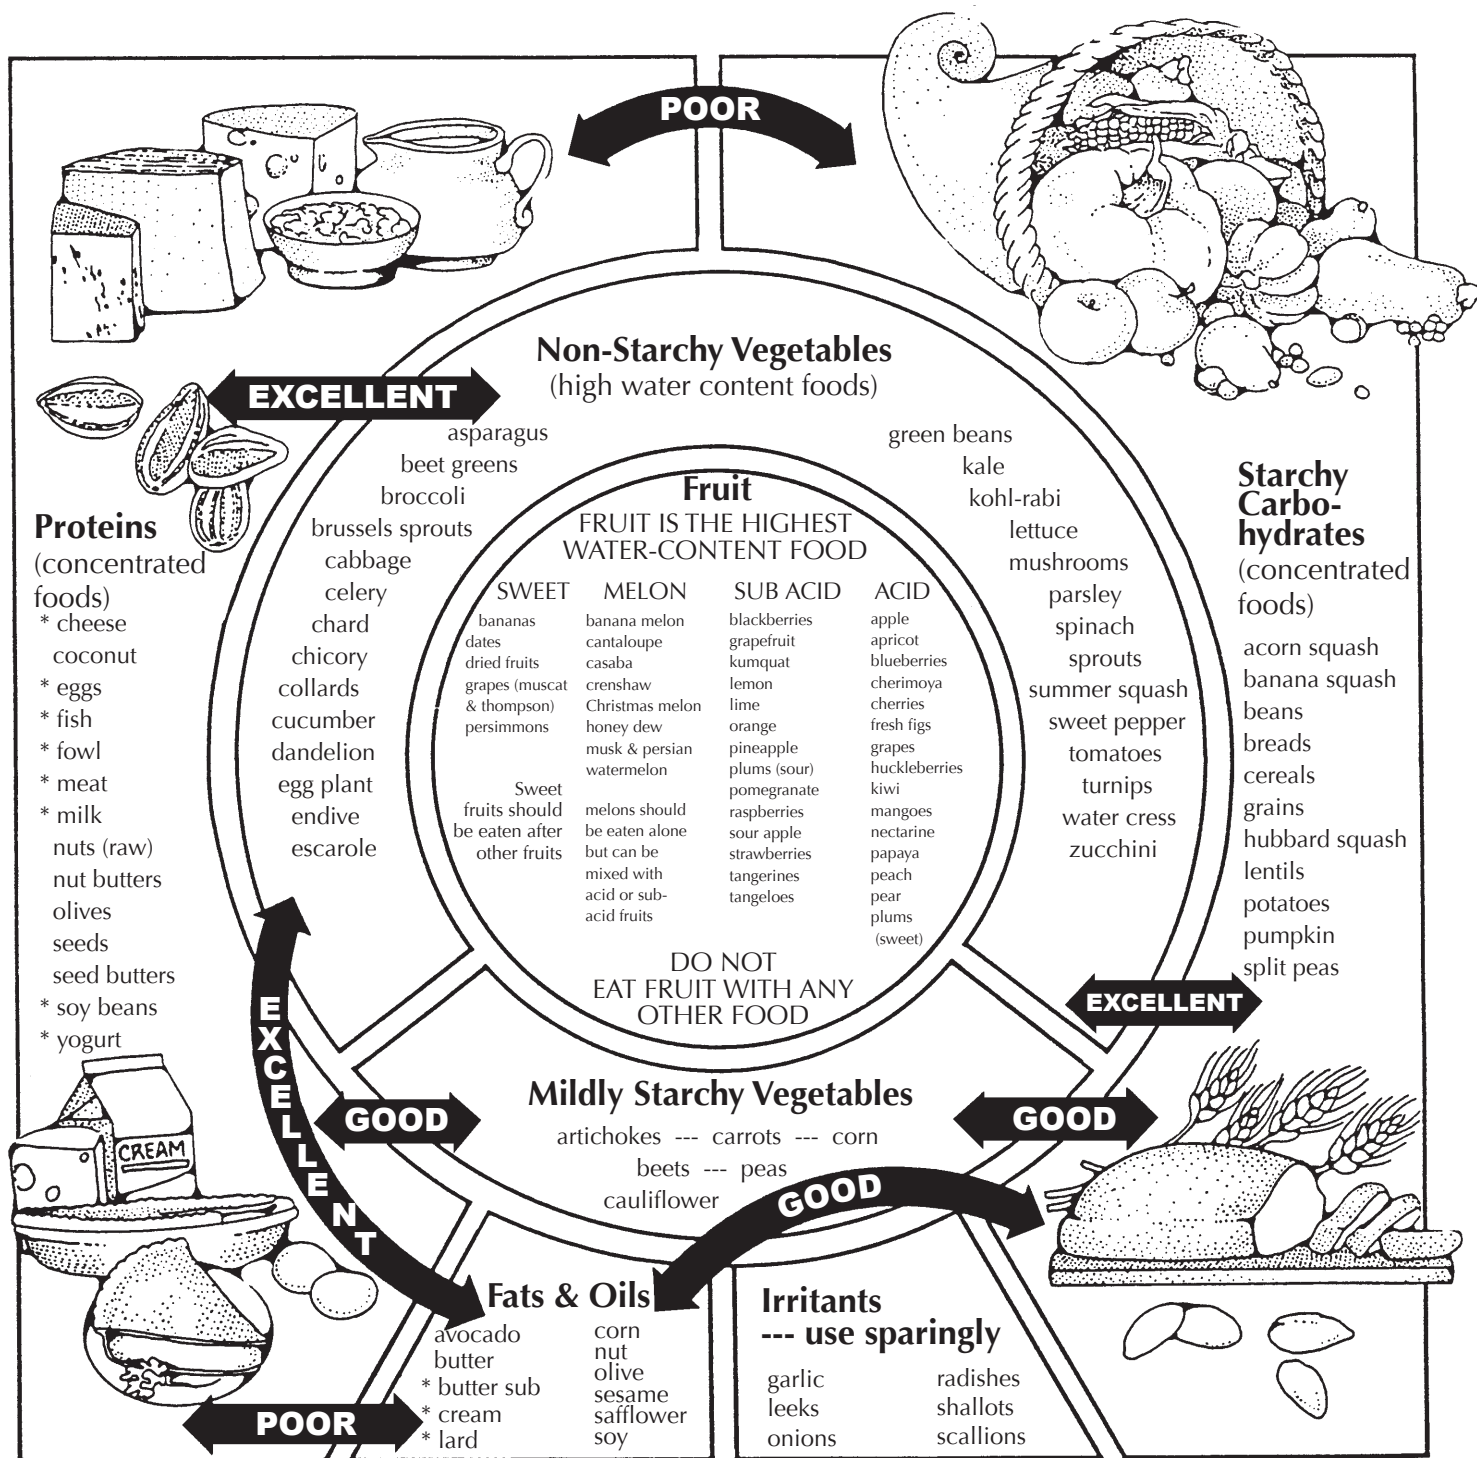 POOR
EXCELLENT
Non-Starchy Vegetables
(high water content foods)
asparagus
beet greens
broccoli
brussels sprouts
cabbage
celery
chard
chicory
collards
cucumber
dandelion
egg plant
endive
escarole
green beans
kale
kohl-rabi
lettuce
mushrooms
parsley
spinach
sprouts
summer squash
sweet pepper
tomatoes
turnips
water cress
zucchini
Proteins
(concentrated
foods)
* cheese
coconut
* eggs
* fish
* fowl
* meat
* milk
nuts (raw)
nut butters
olives
seeds
seed butters
* soy beans
* yogurt
Fruit
FRUIT IS THE HIGHEST
WATER-CONTENT FOOD
SWEET
bananas
dates
dried fruits
grapes (muscat
& thompson)
persimmons
Sweet
fruits should
be eaten after
other fruits
MELON
banana melon
cantaloupe
casaba
crenshaw
Christmas melon
honey dew
musk & persian
watermelon
melons should
be eaten alone
but can be
mixed with
acid or sub-
acid fruits
SUB ACID
blackberries
grapefruit
kumquat
lemon
lime
orange
pineapple
plums (sour)
pomegranate
raspberries
sour apple
strawberries
tangerines
tangeloes
ACID
apple
apricot
blueberries
cherimoya
cherries
fresh figs
grapes
huckleberries
kiwi
mangoes
nectarine
papaya
peach
pear
plums
(sweet)
DO NOT
EAT FRUIT WITH ANY
OTHER FOOD
Starchy
Carbo-
hydrates
(concentrated
foods)
acorn squash
banana squash
beans
breads
cereals
grains
hubbard squash
lentils
potatoes
pumpkin
split peas
EXCELLENT
EXCELLENT
GOOD
Mildly Starchy Vegetables
artichokes --- carrots --- corn
beets --- peas
cauliflower
GOOD
GOOD
CREAM
Fats & Oils
avocado
butter
* butter sub
* cream
* lard
corn
nut
olive
sesame
safflower
soy
POOR
Irritants
--- use sparingly
garlic
leeks
onions
radishes
shallots
scallions